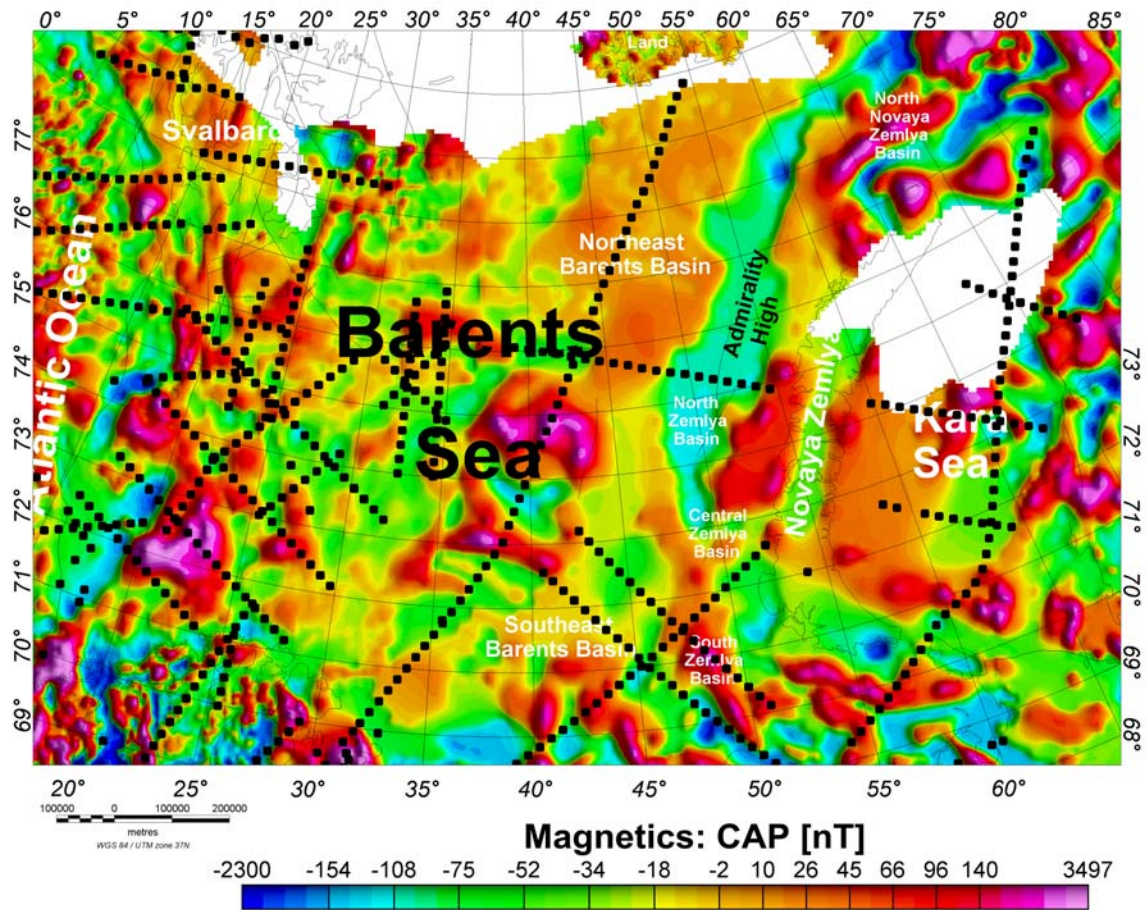 0° 5° 10° 15° 20° 25° 30° 35° 40° 45° 50° 55° 60° 65° 70° 75° 80° 85°
Land
North
Novaya
Zemlya
Basin
Svalbard
77°
76°
75°
74°
73°
72°
71°
70°
69°
Atlantic Ocean
Northeast
Barents Basin
Admirality
High
Barents
Sea
North
Zemlya
Basin
Novaya Zemlya
Kara
Sea
Central
Zemlya
Basin
Southeast
Barents Basin
South
Zemlya
Basin
73°
72°
71°
70°
69°
68°
20° 25° 30° 35° 40° 45° 50° 55° 60°
100000 0 100000 200000
metres
WGS 84 / UTM zone 37N
Magnetics: CAP [nT]
-2300 -154 -108 -75 -52 -34 -18 -2 10 26 45 66 96 140 3497